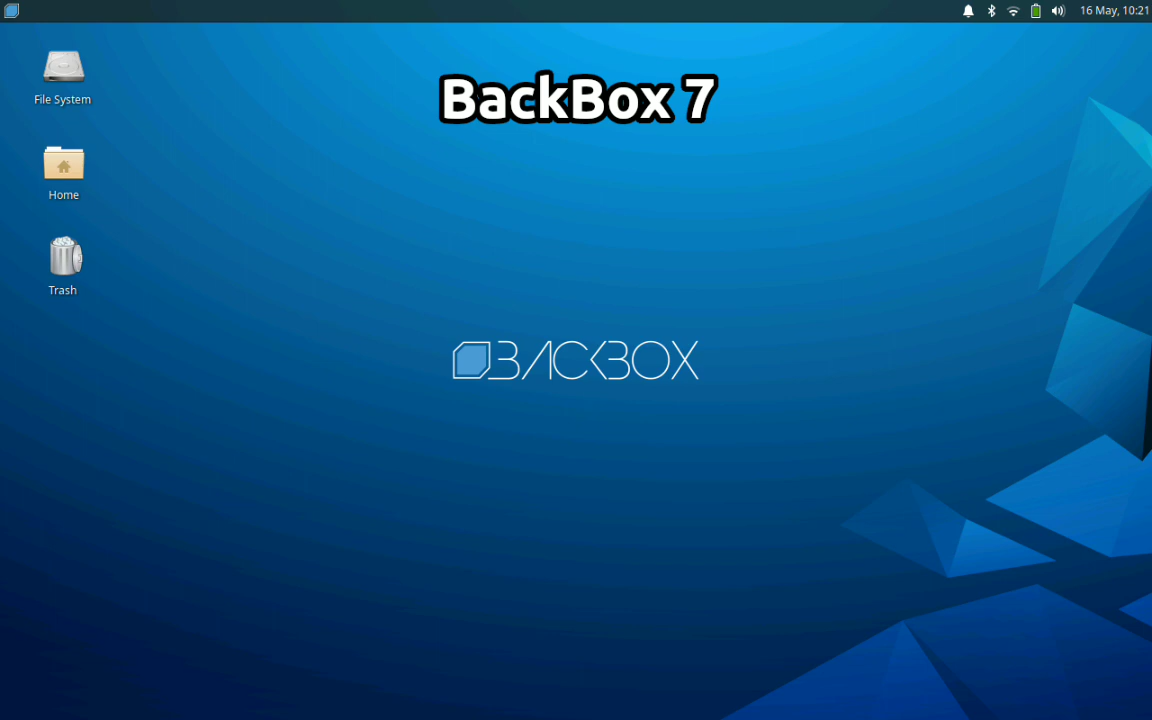 16 May, 10:21
File System
BackBox 7
Home
Trash
BACKBOX